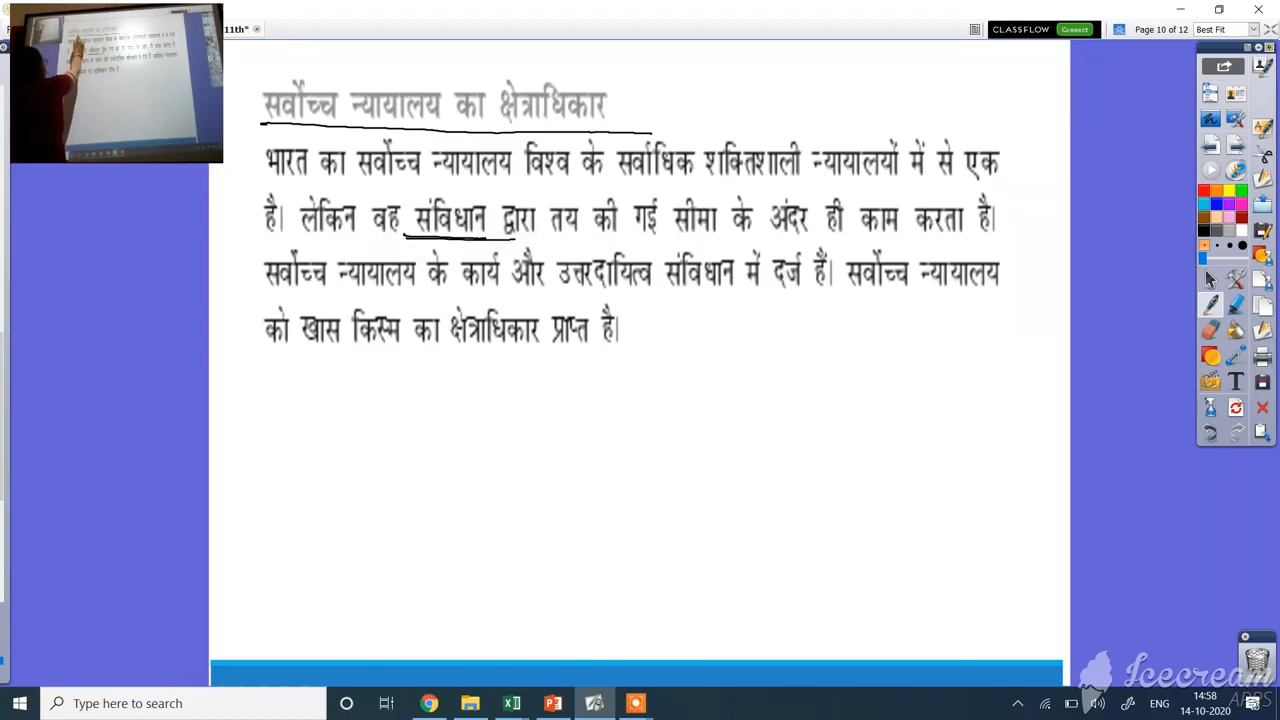 11th*
CLASSFLOW
Connect
Page 10 of 12
सर्वोच्च न्यायालय का क्षेत्राधिकार
भारत का सर्वोच्च न्यायालय विश्व के सर्वाधिक शक्तिशाली न्यायालयों में से एक
है। लेकिन वह संविधान द्वारा तय की गई सीमा के अंदर ही काम करता है।
सर्वोच्च न्यायालय के कार्य और उत्तरदायित्व संविधान में दर्ज हैं। सर्वोच्च न्यायालय
को खास किस्म का क्षेत्राधिकार प्राप्त है।
Icecream
APPS
Type here to search
ENG
14:58
14-10-2020